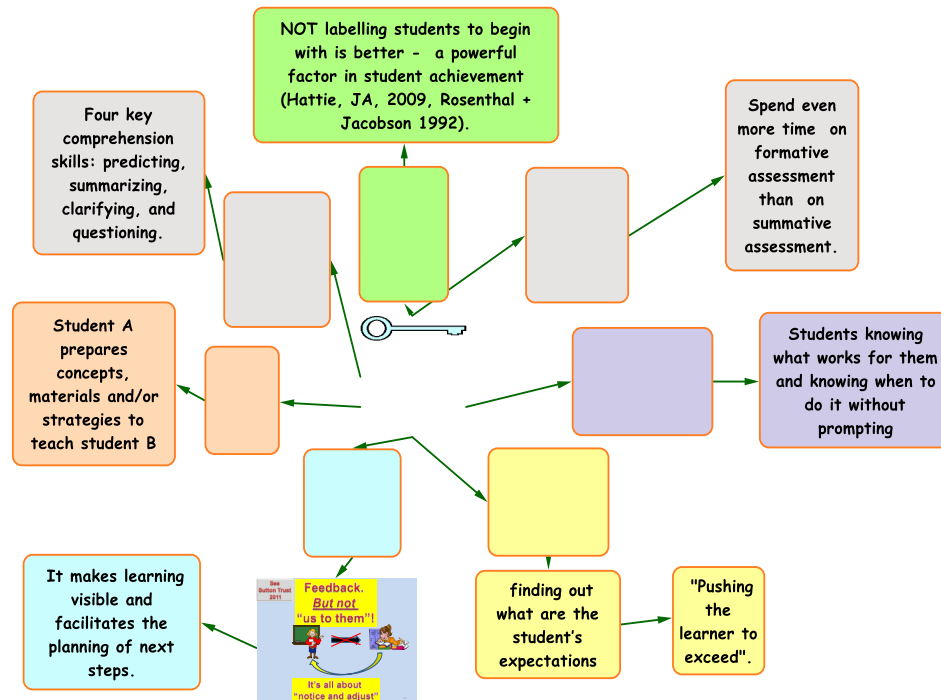 NOT labelling students to begin
with is better - a powerful
factor in student achievement
(Hattie, JA, 2009, Rosenthal +
Jacobson 1992).
Four key
comprehension
skills: predicting,
summarizing,
clarifying, and
questioning.
Spend even
more time on
formative
assessment
than on
summative
assessment.
Student A
prepares
concepts,
materials and/or
strategies to
teach student B
Students knowing
what works for them
and knowing when to
do it without
prompting
It makes learning
visible and
facilitates the
planning of next
steps.
See
Sutton Trust
2011
Feedback.
But not
"us to them"!
It's all about
"notice and adjust"
finding out
what are the
student's
expectations
"Pushing
the
learner to
exceed".